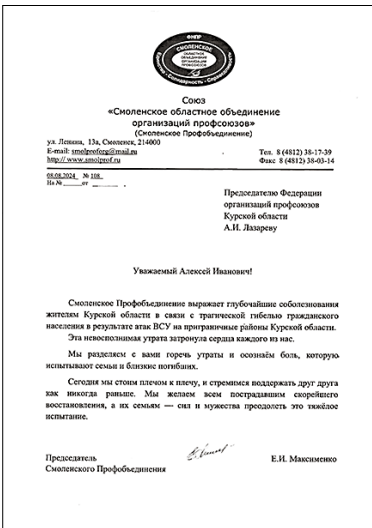 ФНПР
СМОЛЕНСКОЕ
ОБЛАСТНОЕ
ОБЪЕДИНЕНИЕ
ОРГАНИЗАЦИЙ
ПРОФСОЮЗОВ
Единство - Солидарность - Справедливость
Союз
«Смоленское областное объединение
организаций профсоюзов»
(Смоленское Профобъединение)
ул. Ленина, 13а, Смоленск, 214000
E-mail: smolproforg@mail.ru Тел. 8 (4812) 38-17-39
http://www.smolprof.ru Факс 8 (4812) 38-03-14
08.08.2024 № 108
На № ______ от ______
Председателю Федерации
организаций профсоюзов
Курской области
А.И. Лазареву
Уважаемый Алексей Иванович!
Смоленское Профобъединение выражает глубочайшие соболезнования
жителям Курской области в связи с трагической гибелью гражданского
населения в результате атак ВСУ на приграничные районы Курской области.
Эта невосполнимая утрата затронула сердца каждого из нас.
Мы разделяем с вами горечь утраты и осознаём боль, которую
испытывают семьи и близкие погибших.
Сегодня мы стоим плечом к плечу, и стремимся поддержать друг друга
как никогда раньше. Мы желаем всем пострадавшим скорейшего
восстановления, а их семьям — сил и мужества преодолеть это тяжёлое
испытание.
Председатель
Смоленского Профобъединения Е.И. Максименко